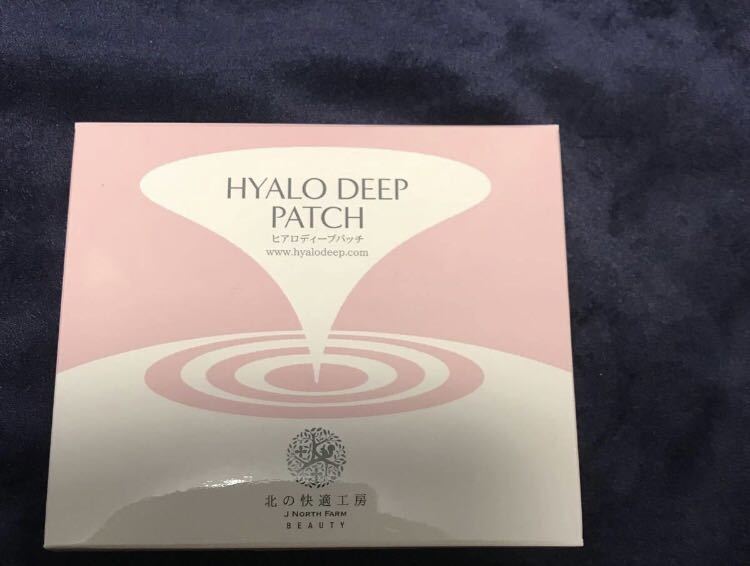 HYALO DEEP
PATCH
ヒアロディープパッチ
www.hyalodeep.com
北の快適工房
J NORTH FARM
BEAUTY